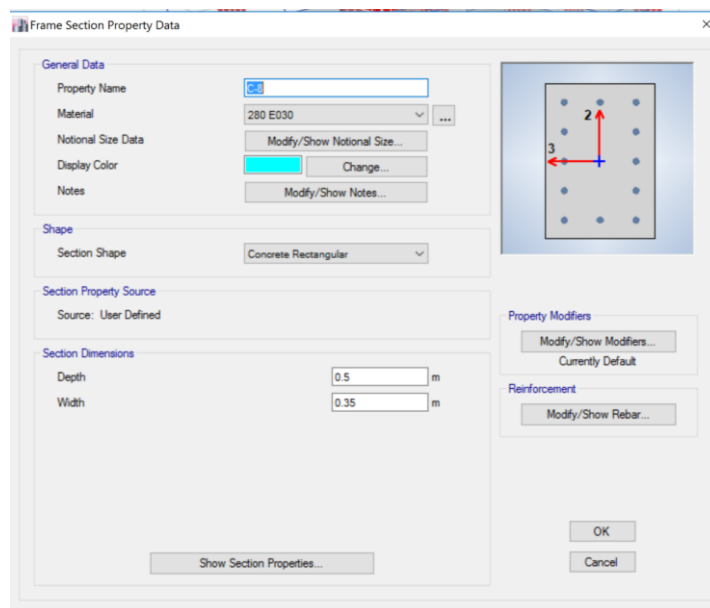 Frame Section Property Data
General Data
Property Name C-8
Material 280 E030 ...
Notional Size Data Modify/Show Notional Size...
Display Color Change...
Notes Modify/Show Notes...
Shape
Section Shape Concrete Rectangular
Section Property Source
Source: User Defined
Section Dimensions
Depth 0.5 m
Width 0.35 m
Show Section Properties...
2
3
Property Modifiers
Modify/Show Modifiers...
Currently Default
Reinforcement
Modify/Show Rebar...
OK
Cancel